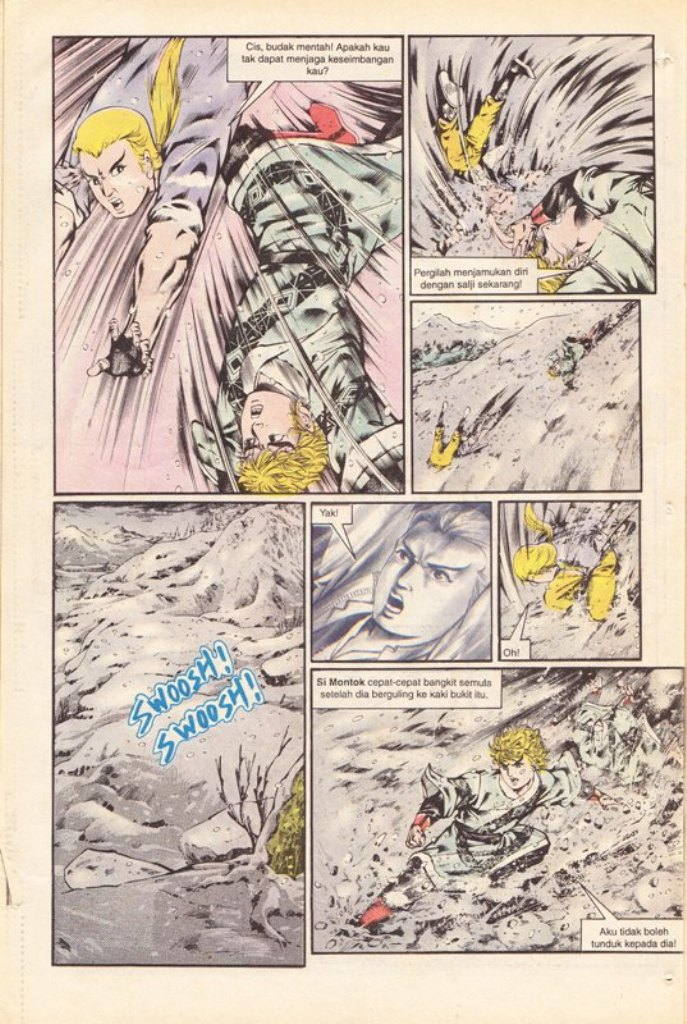 Cis, budak mentah! Apakah kau
tak dapat menjaga keseimbangan
kau?
Pergilah menjamukan diri
dengan salji sekarang!
SWOOSH!
SWOOSH!
Yak!
Oh!
Si Montok cepat-cepat bangkit semula
setelah dia berguling ke kaki bukit itu.
Aku tidak boleh
tunduk kepada dia!